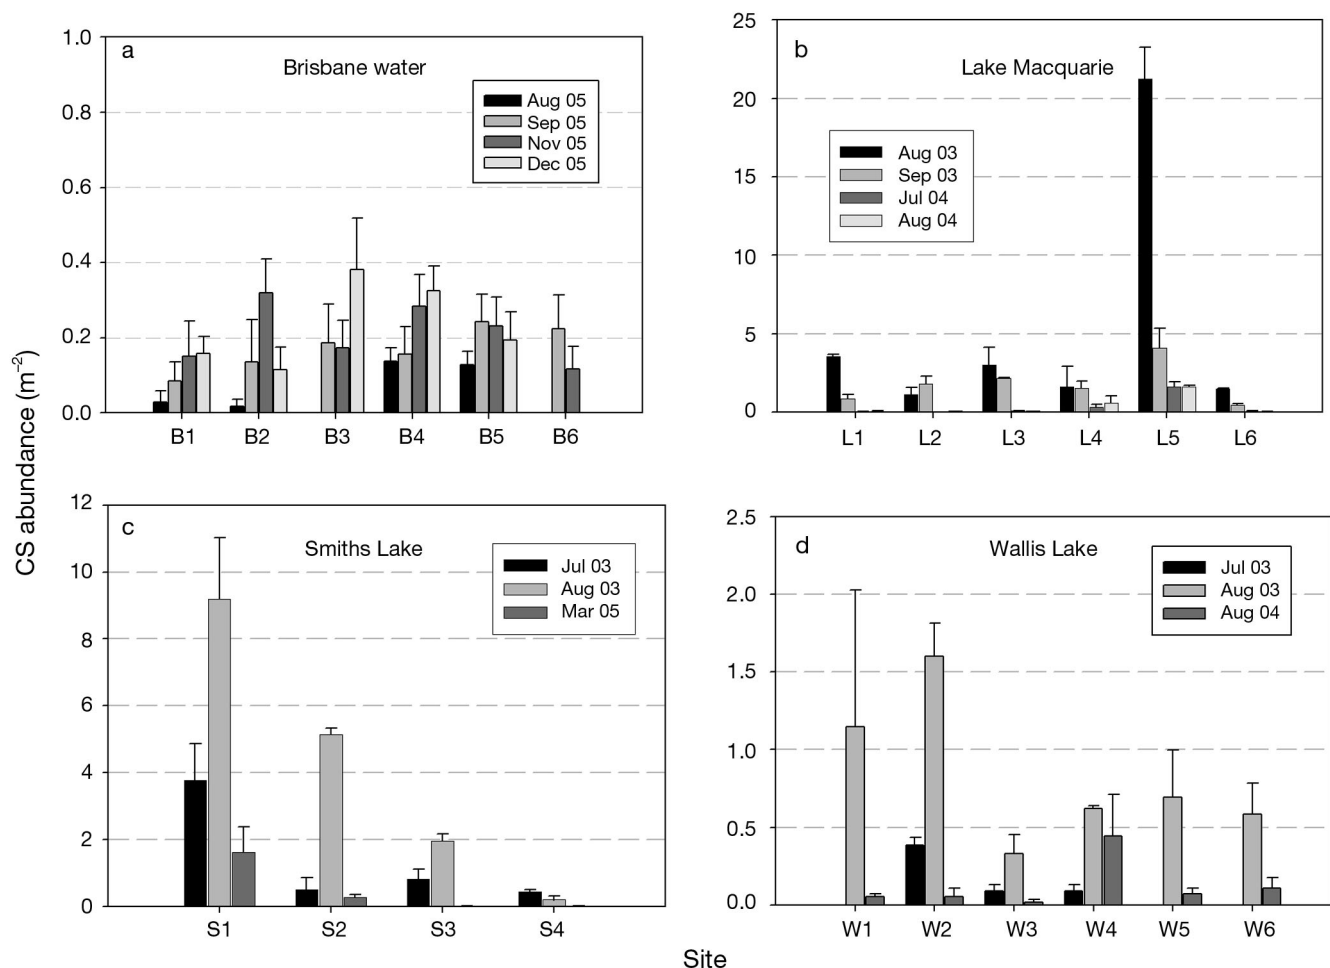 a
Brisbane water
Aug 05
Sep 05
Nov 05
Dec 05
1.0
0.8
0.6
0.4
0.2
0.0
B1 B2 B3 B4 B5 B6
b
Lake Macquarie
Aug 03
Sep 03
Jul 04
Aug 04
25
20
15
10
5
0
L1 L2 L3 L4 L5 L6
CS abundance (m⁻²)
c
Smiths Lake
Jul 03
Aug 03
Mar 05
12
10
8
6
4
2
0
S1 S2 S3 S4
d
Wallis Lake
Jul 03
Aug 03
Aug 04
2.5
2.0
1.5
1.0
0.5
0.0
W1 W2 W3 W4 W5 W6
Site